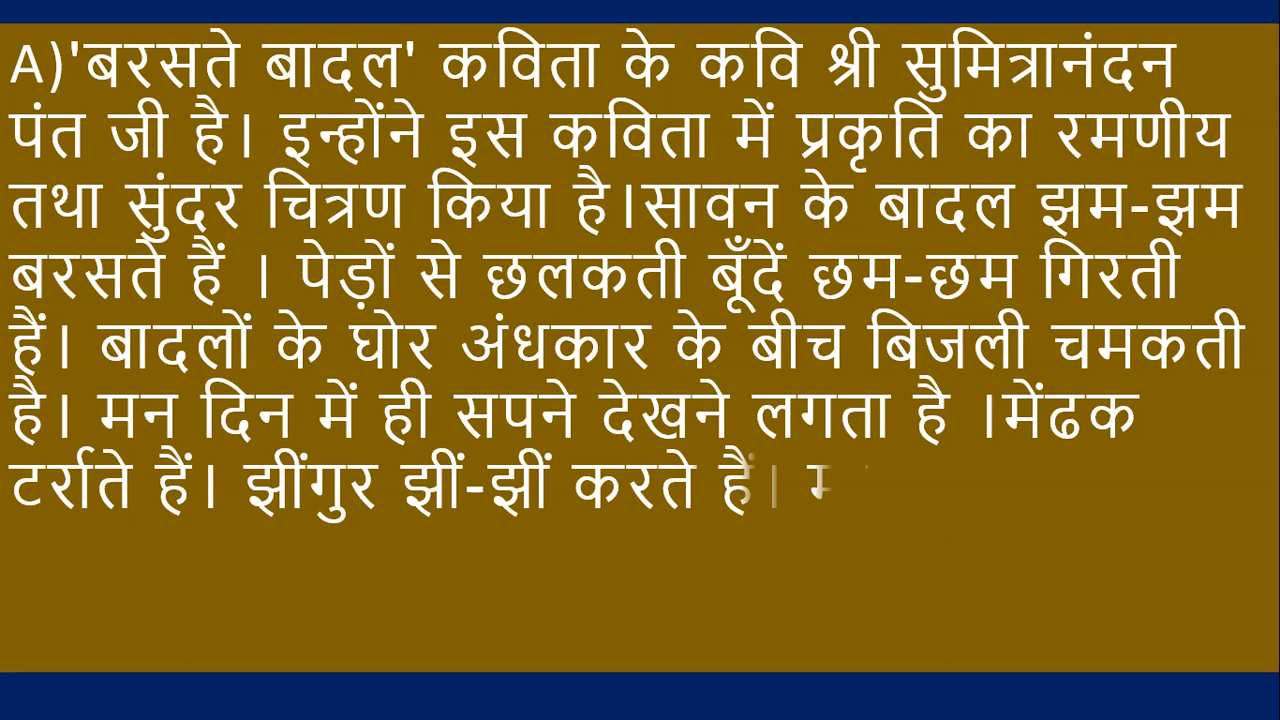 A)'बरसते बादल' कविता के कवि श्री सुमित्रानंदन
पंत जी है। इन्होंने इस कविता में प्रकृति का रमणीय
तथा सुंदर चित्रण किया है।सावन के बादल झम-झम
बरसते हैं । पेड़ों से छलकती बूँदें छम-छम गिरती
हैं। बादलों के घोर अंधकार के बीच बिजली चमकती
है। मन दिन में ही सपने देखने लगता है ।मेंढक
टर्राते हैं। झींगुर झीं-झीं करते हैं।